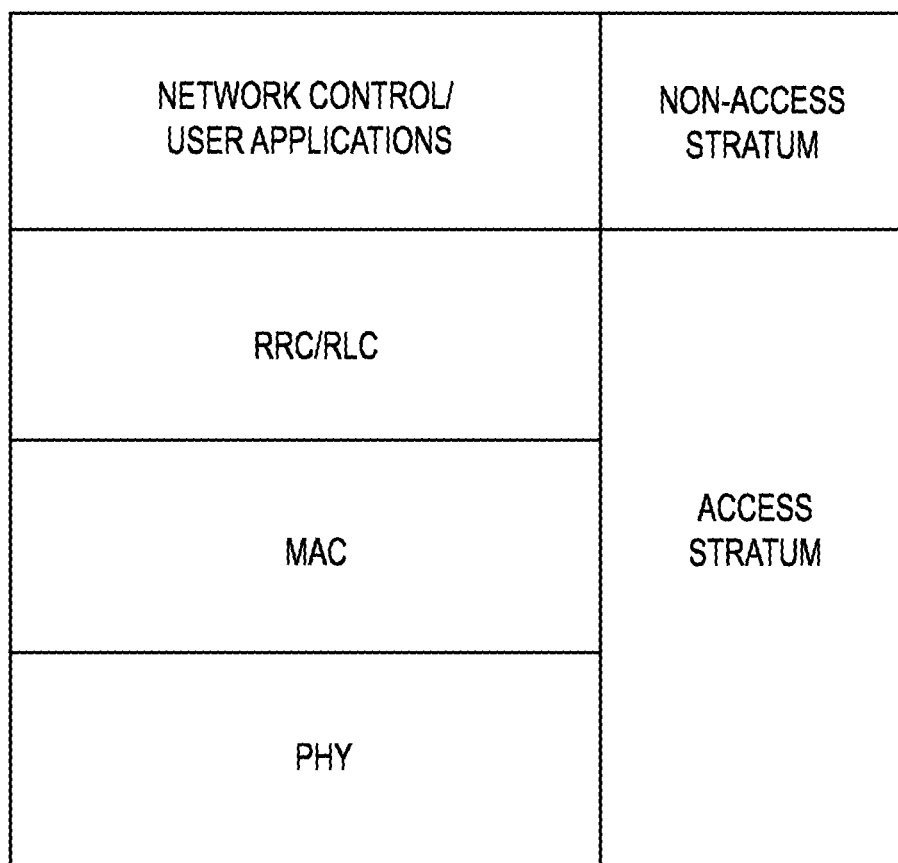 NETWORK CONTROL/
USER APPLICATIONS
NON-ACCESS
STRATUM
RRC/RLC
MAC
ACCESS
STRATUM
PHY